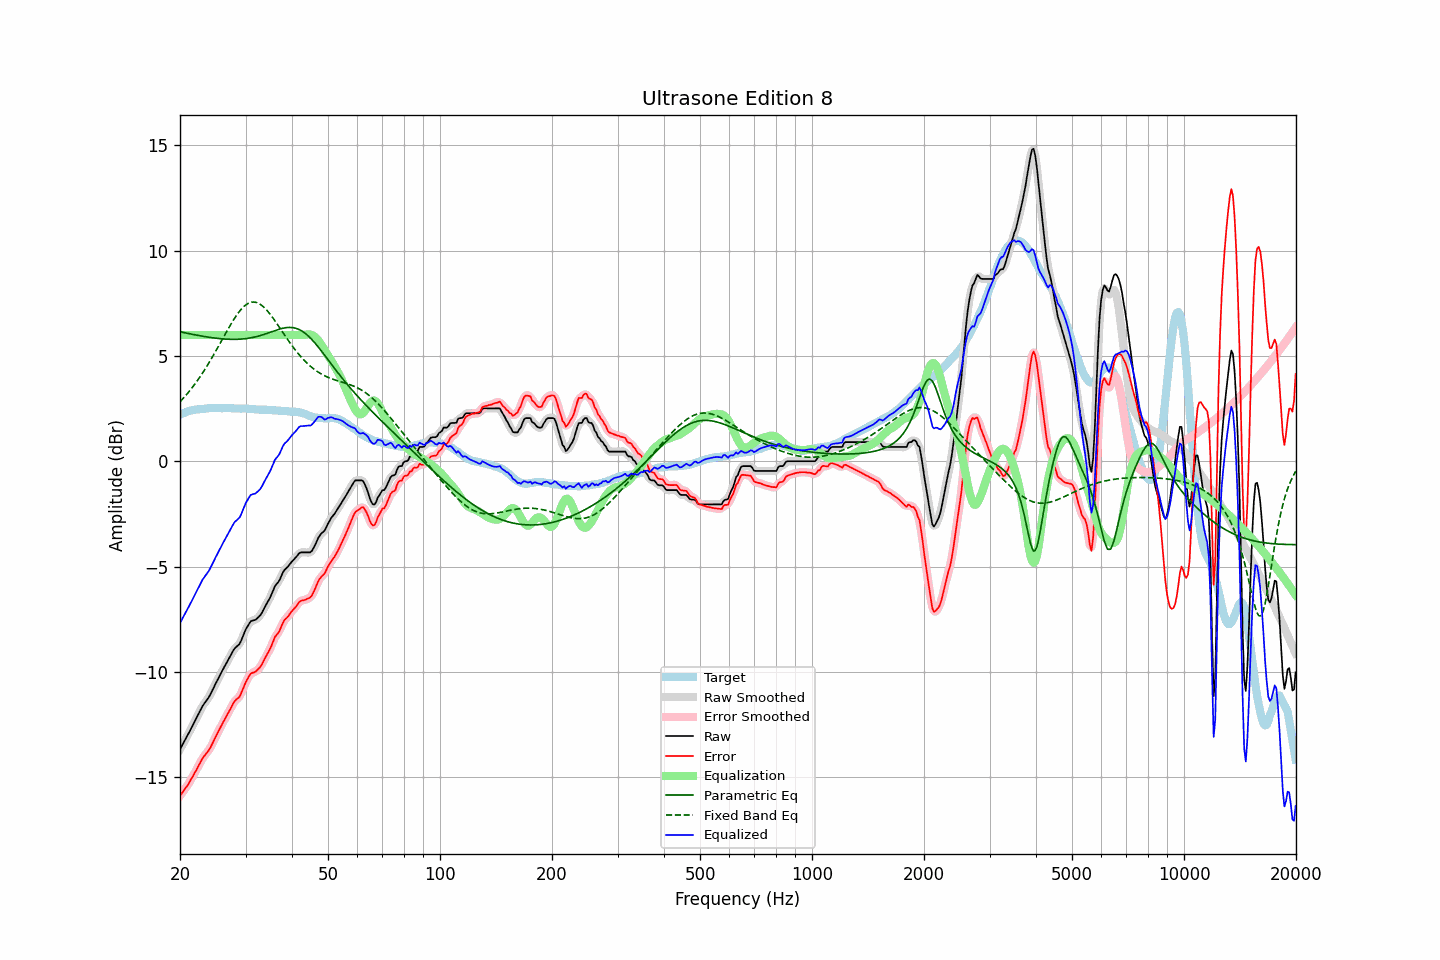 Ultrasone Edition 8
Amplitude (dBr)
15
10
5
0
−5
−10
−15
Target
Raw Smoothed
Error Smoothed
Raw
Error
Equalization
Parametric Eq
Fixed Band Eq
Equalized
20 50 100 200 500 1000 2000 5000 10000 20000
Frequency (Hz)